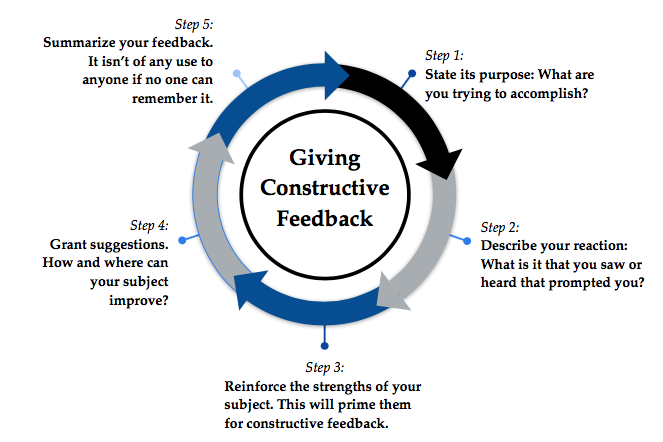 Giving
Constructive
Feedback
Step 1:
State its purpose: What are
you trying to accomplish?
Step 2:
Describe your reaction:
What is it that you saw or
heard that prompted you?
Step 3:
Reinforce the strengths of your
subject. This will prime them
for constructive feedback.
Step 4:
Grant suggestions.
How and where can
your subject
improve?
Step 5:
Summarize your feedback.
It isn’t of any use to
anyone if no one can
remember it.